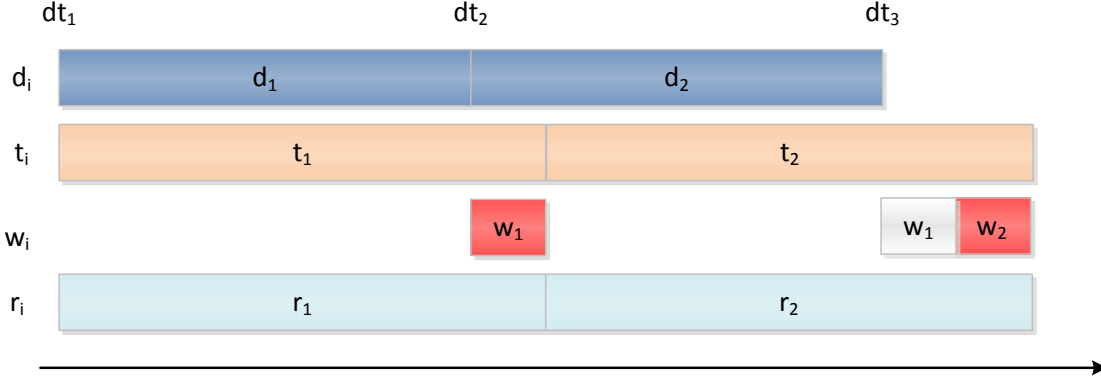 dt₁ dt₂ dt₃
dᵢ d₁ d₂
tᵢ t₁ t₂
wᵢ w₁ w₁ w₂
rᵢ r₁ r₂